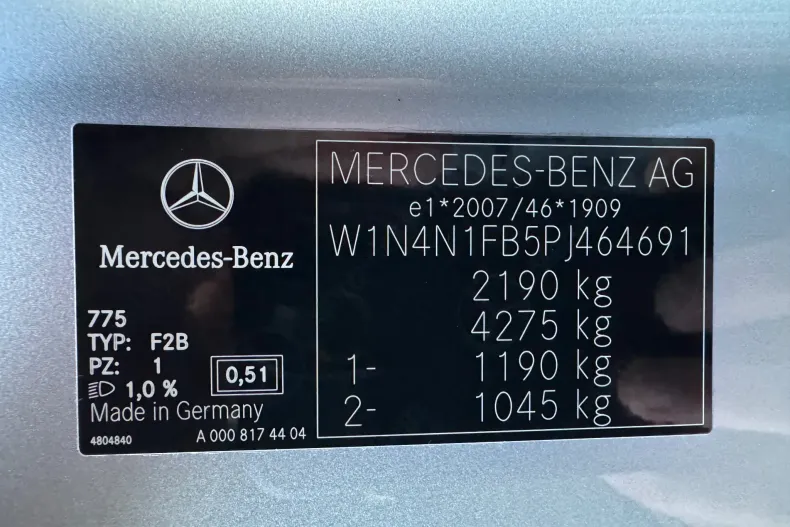 Mercedes-Benz
775
TYP: F2B
PZ: 1
1,0 %
0,51
Made in Germany
4804840
A 000 817 44 04
MERCEDES-BENZ AG
e1*2007/46*1909
W1N4N1FB5PJ464691
2190 kg
4275 kg
1- 1190 kg
2- 1045 kg